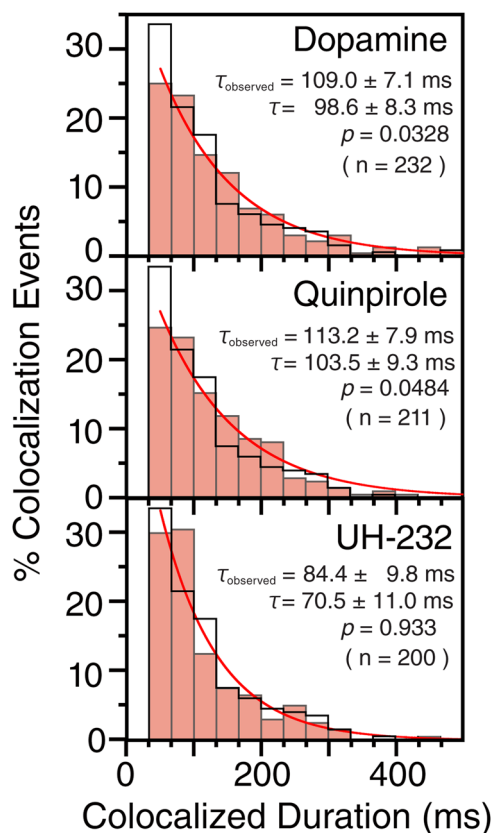 % Colocalization Events
30
20
10
0
Dopamine
τobserved = 109.0 ± 7.1 ms
τ = 98.6 ± 8.3 ms
p = 0.0328
( n = 232 )
30
20
10
0
Quinpirole
τobserved = 113.2 ± 7.9 ms
τ = 103.5 ± 9.3 ms
p = 0.0484
( n = 211 )
30
20
10
0
UH-232
τobserved = 84.4 ± 9.8 ms
τ = 70.5 ± 11.0 ms
p = 0.933
( n = 200 )
0 200 400
Colocalized Duration (ms)